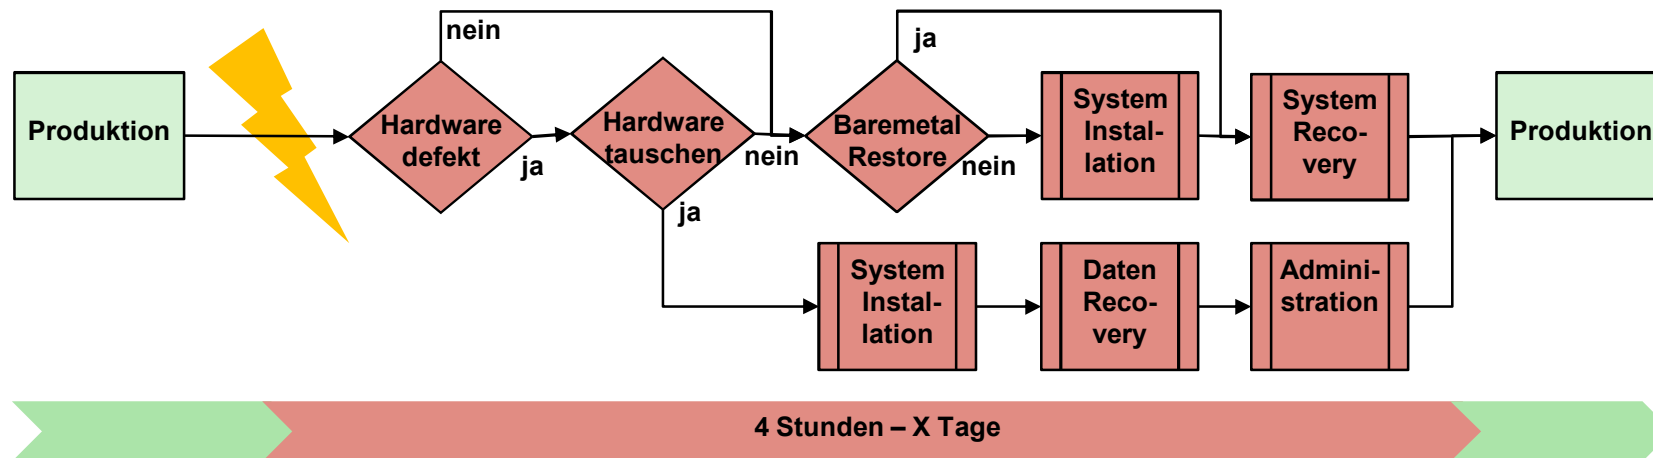 nein
ja
Produktion
Hardware
defekt
ja
Hardware
tauschen
nein
ja
Baremetal
Restore
nein
System
Instal-
lation
System
Reco-
very
Produktion
System
Instal-
lation
Daten
Reco-
very
Admini-
stration
4 Stunden – X Tage